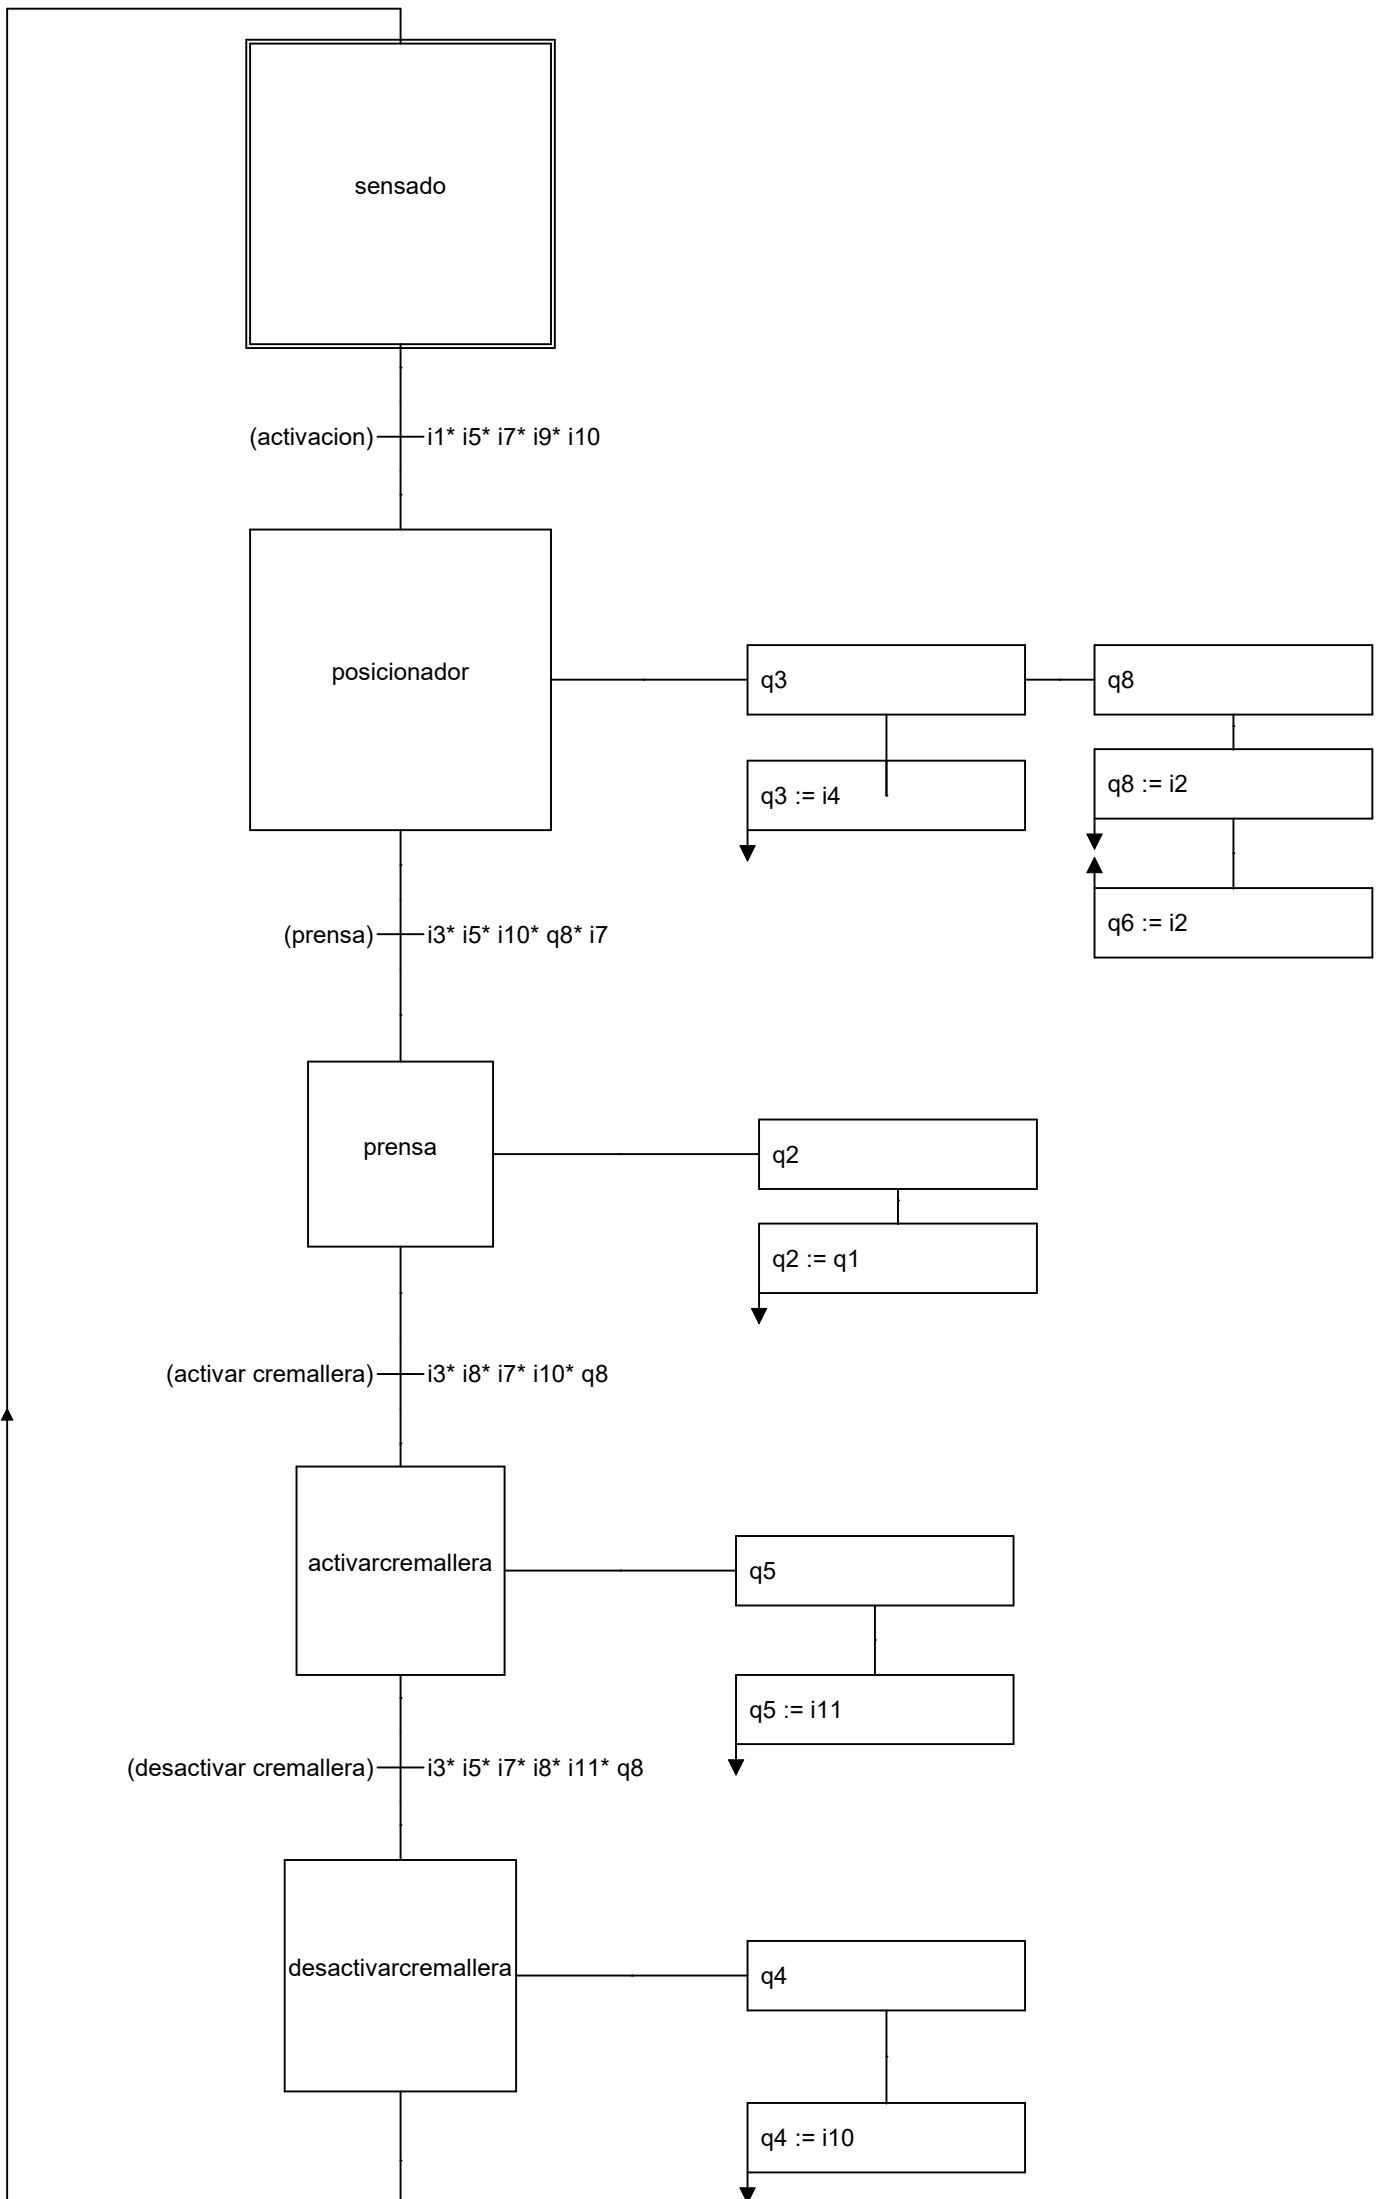 sensado
(activacion) i1* i5* i7* i9* i10
posicionador
q3
q8
q3 := i4
q8 := i2
q6 := i2
(prensa) i3* i5* i10* q8* i7
prensa
q2
q2 := q1
(activar cremallera) i3* i8* i7* i10* q8
activarcremallera
q5
q5 := i11
(desactivar cremallera) i3* i5* i7* i8* i11* q8
desactivarcremallera
q4
q4 := i10